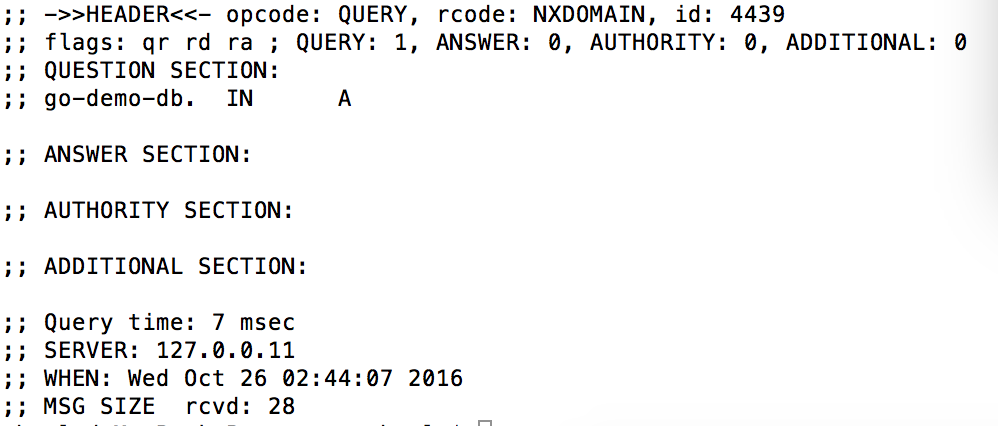 ;; ->>HEADER<<- opcode: QUERY, rcode: NXDOMAIN, id: 4439
;; flags: qr rd ra ; QUERY: 1, ANSWER: 0, AUTHORITY: 0, ADDITIONAL: 0
;; QUESTION SECTION:
;; go-demo-db. IN A
;; ANSWER SECTION:
;; AUTHORITY SECTION:
;; ADDITIONAL SECTION:
;; Query time: 7 msec
;; SERVER: 127.0.0.11
;; WHEN: Wed Oct 26 02:44:07 2016
;; MSG SIZE rcvd: 28